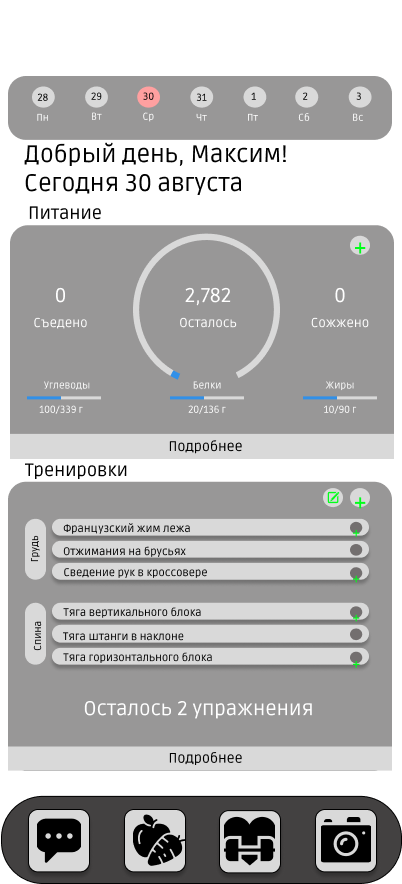 28 29 30 31 1 2 3
Пн Вт Ср Чт Пт Сб Вс
Добрый день, Максим!
Сегодня 30 августа
Питание
0 2,782 0
Съедено Осталось Сожжено
Углеводы Белки Жиры
100/339 г 20/136 г 10/90 г
Подробнее
Тренировки
Грудь
Французский жим лежа
Отжимания на брусьях
Сведение рук в кроссовере
Спина
Тяга вертикального блока
Тяга штанги в наклоне
Тяга горизонтального блока
Осталось 2 упражнения
Подробнее